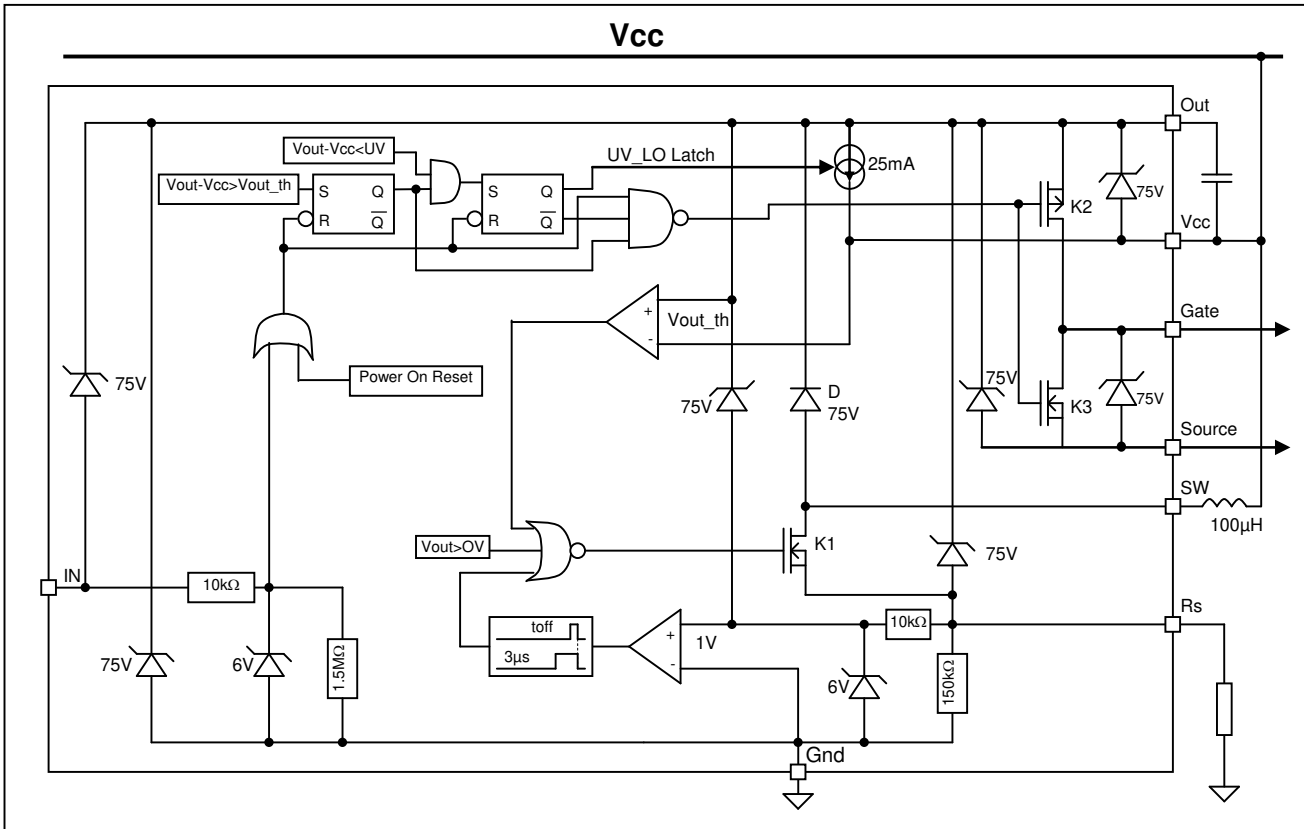 Vcc
Out
Vout-Vcc<UV
UV_LO Latch
25mA
75V
Vout-Vcc>Vout_th
S
Q
R
Q
S
Q
R
Q
K2
Vcc
+
Vout_th
-
Gate
Power On Reset
75V
75V
D
75V
75V
K3
75V
Source
SW
100µH
Vout>OV
K1
75V
IN
10kΩ
Rs
toff
3µs
+
1V
-
10kΩ
75V
6V
1.5MΩ
6V
150kΩ
Gnd